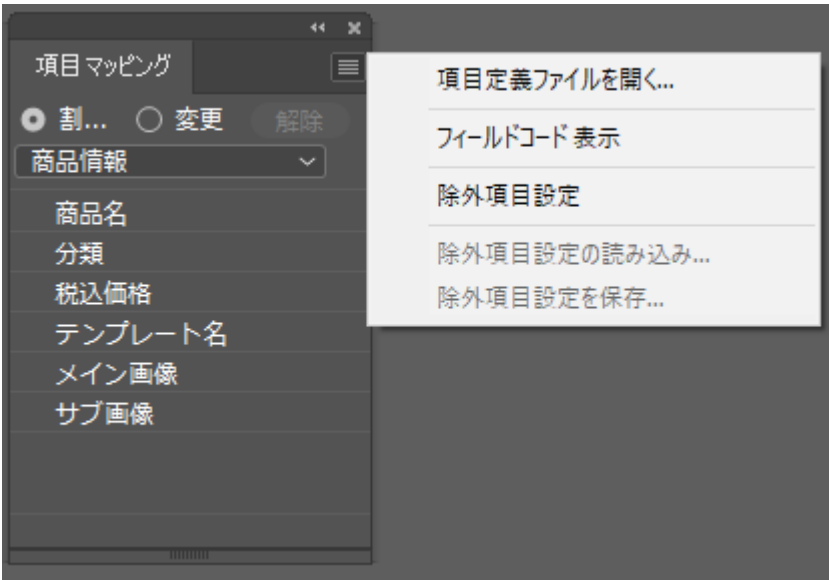 項目マッピング
割... 変更 解除
商品情報
商品名
分類
税込価格
テンプレート名
メイン画像
サブ画像
項目定義ファイルを開く...
フィールドコード表示
除外項目設定
除外項目設定の読み込み...
除外項目設定を保存...